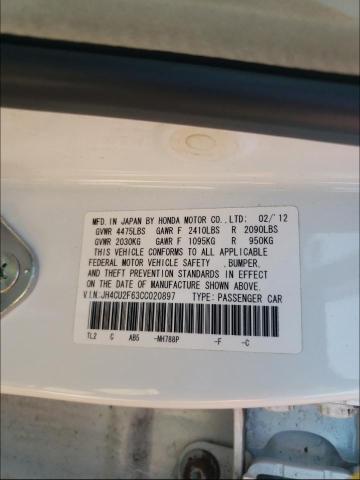 MFD. IN JAPAN BY HONDA MOTOR CO., LTD: 02/'12
GVWR 4475LBS GAWR F 2410LBS R 2090LBS
GVWR 2030KG GAWR F 1095KG R 950KG
THIS VEHICLE CONFORMS TO ALL APPLICABLE
FEDERAL MOTOR VEHICLE SAFETY , BUMPER,
AND THEFT PREVENTION STANDARDS IN EFFECT
ON THE DATE OF MANUFACTURE SHOWN ABOVE.
V.I.N.:JH4CU2F63CC020897 TYPE: PASSENGER CAR
TL2 C AB5 -NH788P -F -C